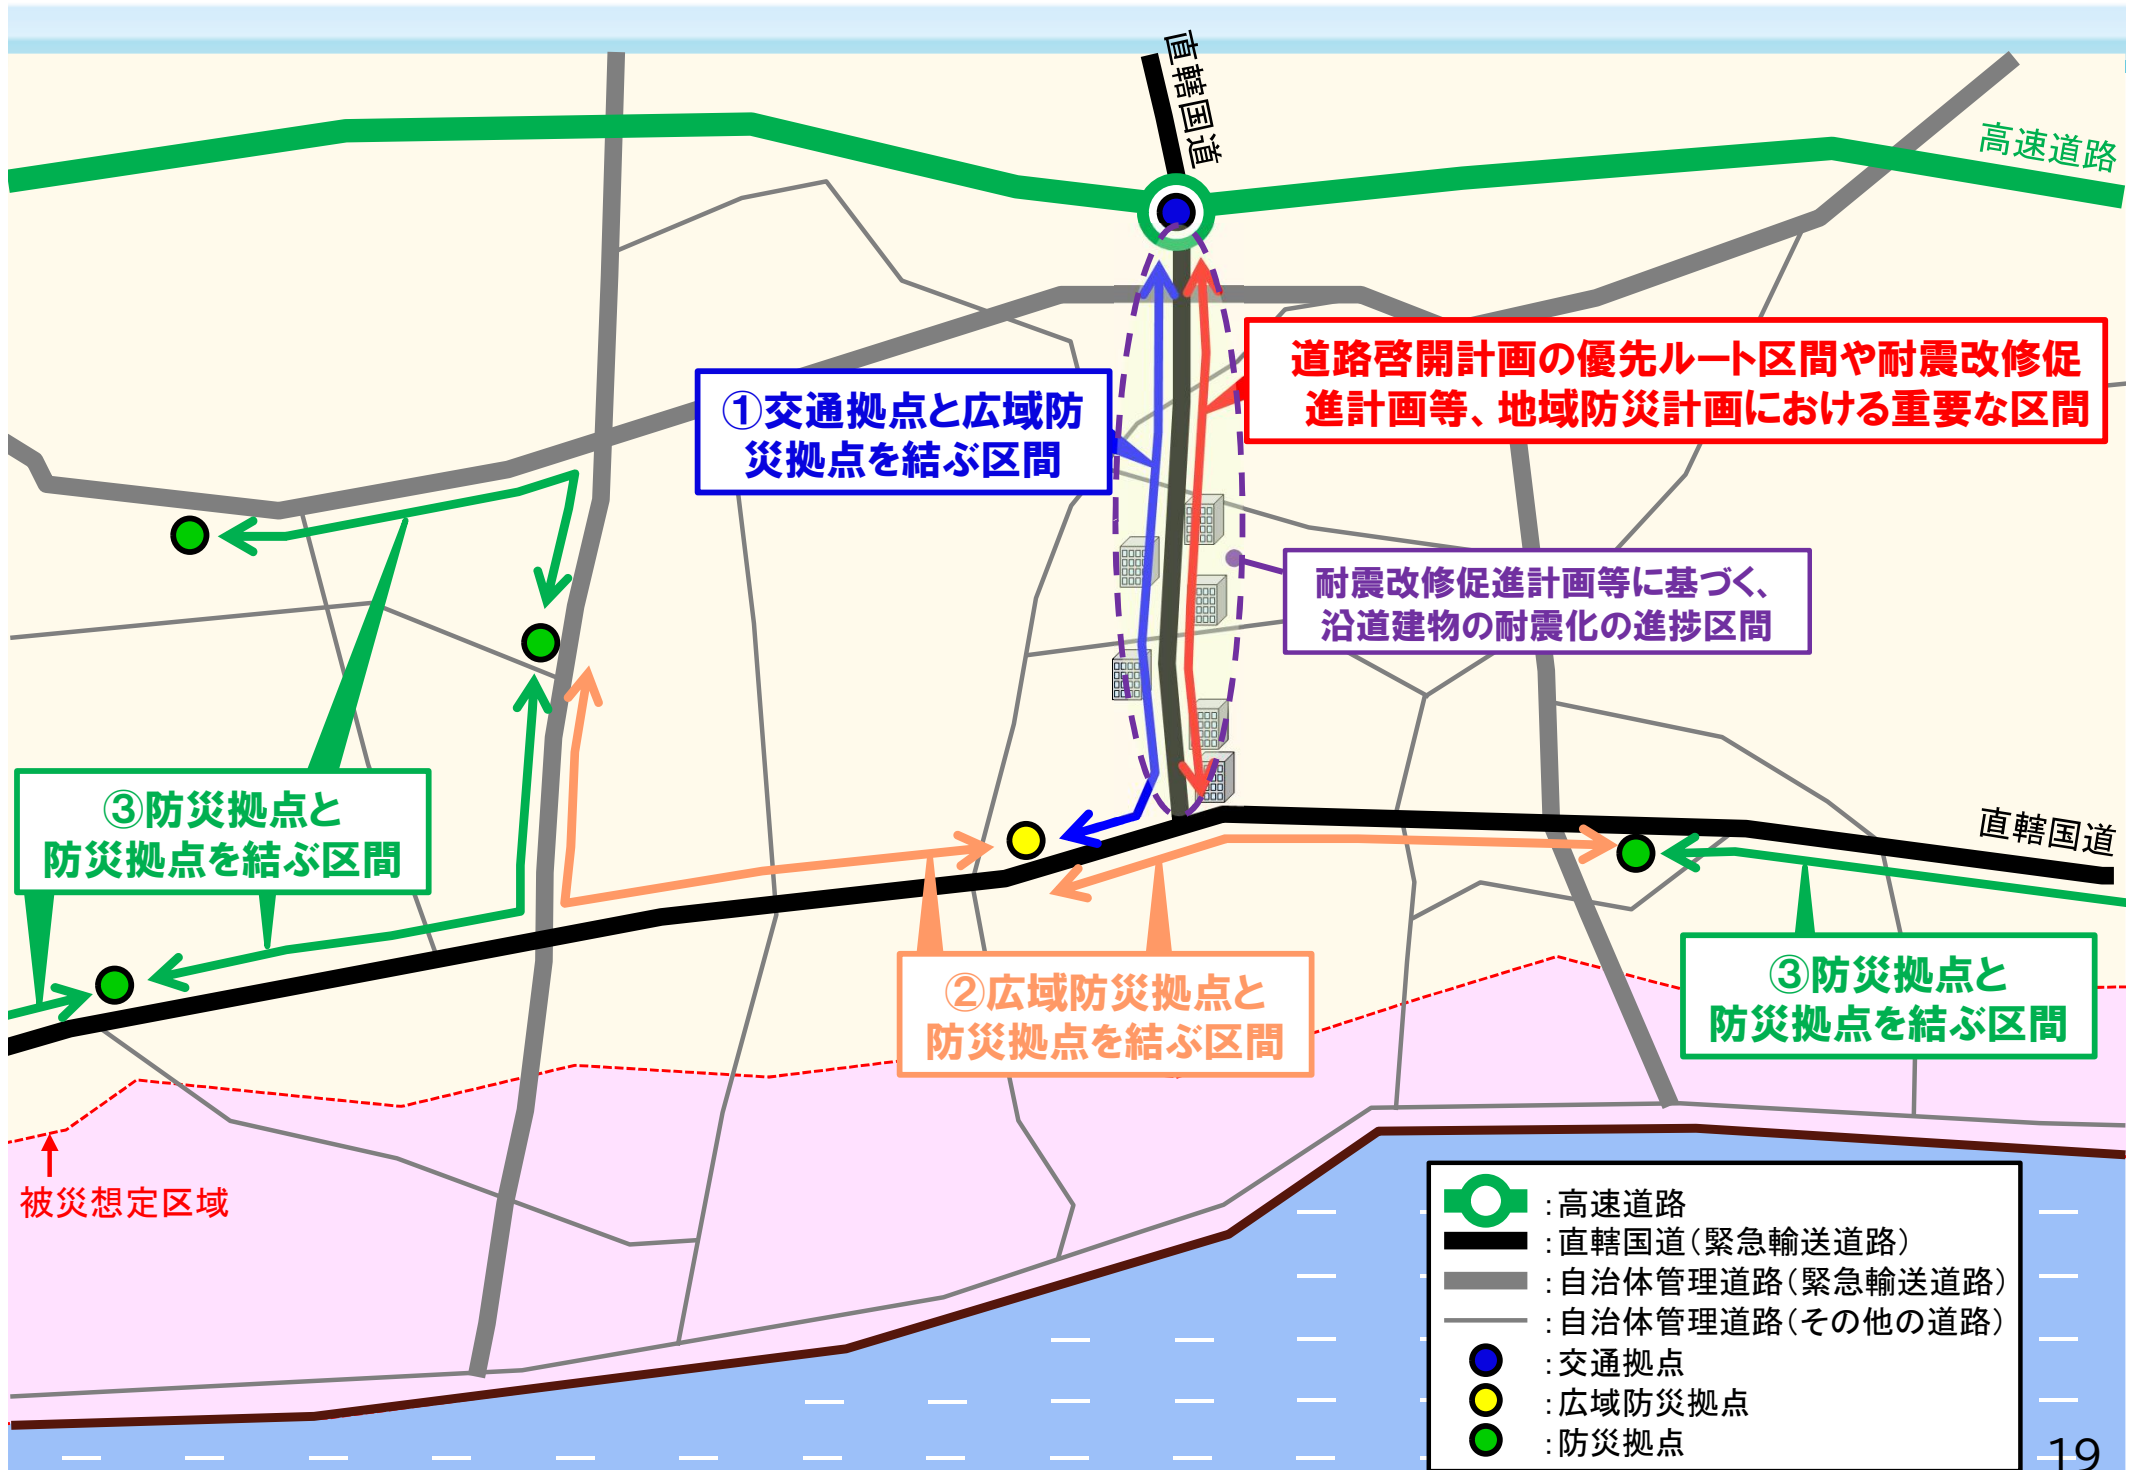 直轄国道
高速道路
道路啓開計画の優先ルート区間や耐震改修促
進計画等、地域防災計画における重要な区間
①交通拠点と広域防
災拠点を結ぶ区間
耐震改修促進計画等に基づく、
沿道建物の耐震化の進捗区間
③防災拠点と
防災拠点を結ぶ区間
直轄国道
②広域防災拠点と
防災拠点を結ぶ区間
③防災拠点と
防災拠点を結ぶ区間
被災想定区域
：高速道路
：直轄国道（緊急輸送道路）
：自治体管理道路（緊急輸送道路）
：自治体管理道路（その他の道路）
：交通拠点
：広域防災拠点
：防災拠点
19